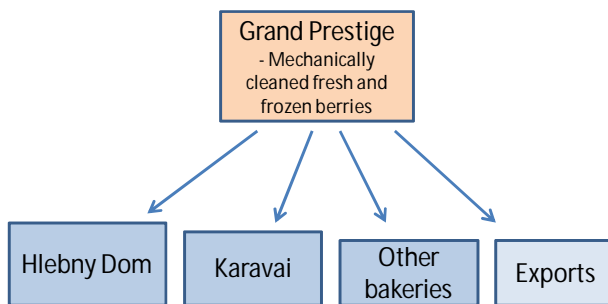 Grand Prestige
- Mechanically
cleaned fresh and
frozen berries
Hlebny Dom
Karavai
Other
bakeries
Exports